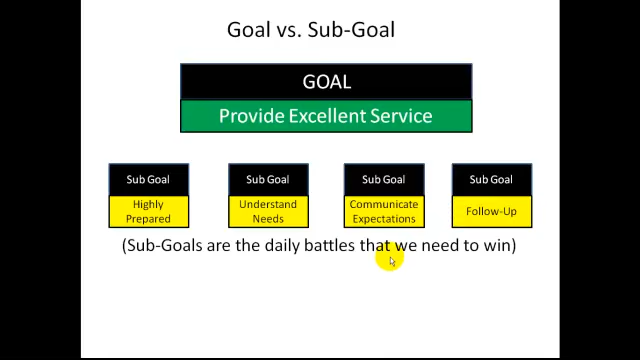 Goal vs. Sub-Goal
GOAL
Provide Excellent Service
Sub Goal
Highly
Prepared
Sub Goal
Understand
Needs
Sub Goal
Communicate
Expectations
Sub Goal
Follow-Up
(Sub-Goals are the daily battles that we need to win)